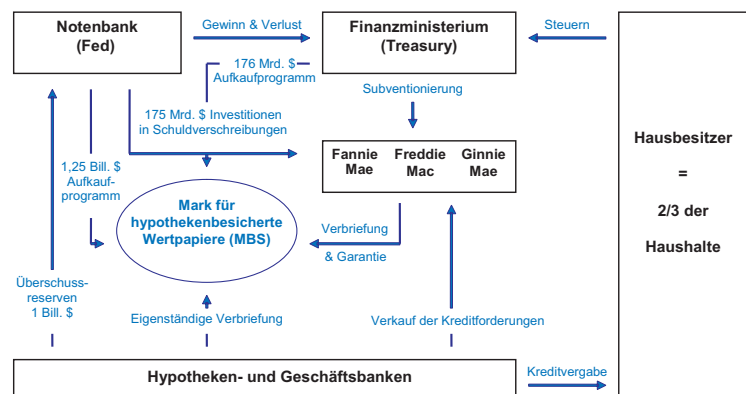 Notenbank
(Fed)
Gewinn & Verlust
Finanzministerium
(Treasury)
Steuern
176 Mrd. $
Aufkaufprogramm
Subventionierung
175 Mrd. $ Investitionen
in Schuldverschreibungen
Hausbesitzer
=
2/3 der
Haushalte
Fannie Freddie Ginnie
Mae Mac Mae
1,25 Bill. $
Aufkauf-
programm
Mark für
hypothekenbesicherte
Wertpapiere (MBS)
Verbriefung
& Garantie
Überschuss-
reserven
1 Bill. $
Eigenständige Verbriefung
Verkauf der Kreditforderungen
Hypotheken- und Geschäftsbanken
Kreditvergabe